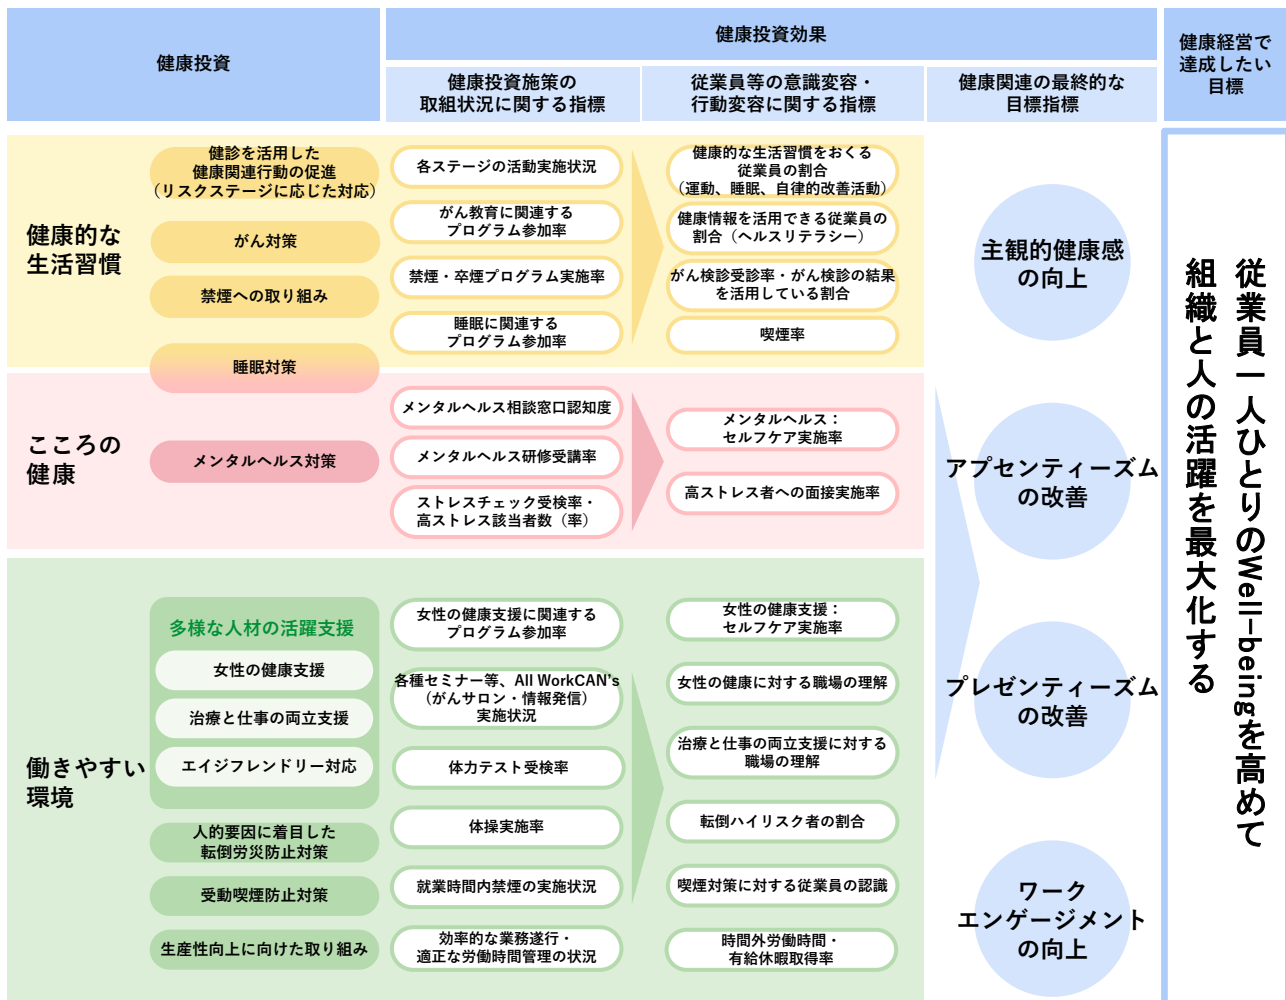 健康投資
健康投資効果
健康経営で
達成したい
目標
健康投資施策の
取組状況に関する指標
従業員等の意識変容・
行動変容に関する指標
健康関連の最終的な
目標指標
健康的な
生活習慣
健診を活用した
健康関連行動の促進
（リスクステージに応じた対応）
がん対策
禁煙への取り組み
睡眠対策
各ステージの活動実施状況
がん教育に関連する
プログラム参加率
禁煙・卒煙プログラム実施率
睡眠に関連する
プログラム参加率
健康的な生活習慣をおくる
従業員の割合
（運動、睡眠、自律的改善活動）
健康情報を活用できる従業員の
割合（ヘルスリテラシー）
がん検診受診率・がん検診の結果
を活用している割合
喫煙率
こころの
健康
メンタルヘルス対策
メンタルヘルス相談窓口認知度
メンタルヘルス研修受講率
ストレスチェック受検率・
高ストレス該当者数（率）
メンタルヘルス：
セルフケア実施率
高ストレス者への面接実施率
働きやすい
環境
多様な人材の活躍支援
女性の健康支援
治療と仕事の両立支援
エイジフレンドリー対応
人的要因に着目した
転倒労災防止対策
受動喫煙防止対策
生産性向上に向けた取り組み
女性の健康支援に関連する
プログラム参加率
各種セミナー等、All WorkCAN’s
（がんサロン・情報発信）
実施状況
体力テスト受検率
体操実施率
就業時間内禁煙の実施状況
効率的な業務遂行・
適正な労働時間管理の状況
女性の健康支援：
セルフケア実施率
女性の健康に対する職場の理解
治療と仕事の両立支援に対する
職場の理解
転倒ハイリスク者の割合
喫煙対策に対する従業員の認識
時間外労働時間・
有給休暇取得率
主観的健康感
の向上
アプセンティーズム
の改善
プレゼンティーズム
の改善
ワーク
エンゲージメント
の向上
従業員一人ひとりのWell-beingを高めて
組織と人の活躍を最大化する